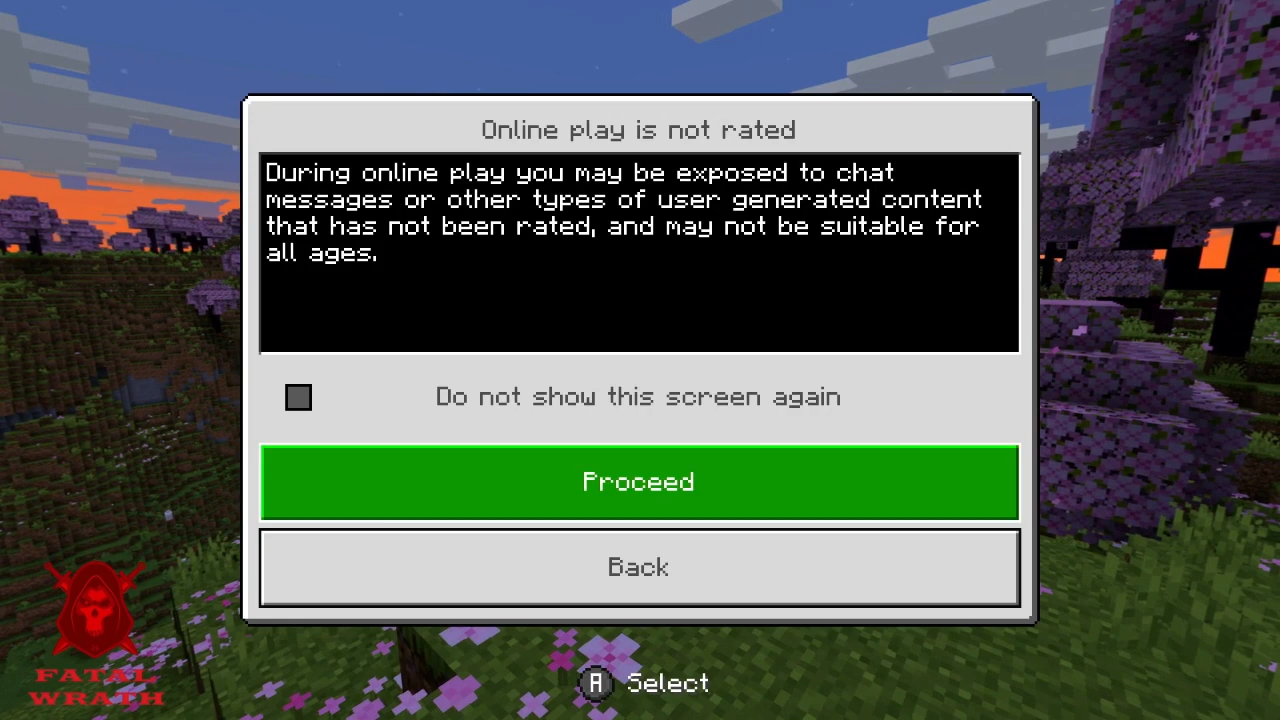 Online play is not rated
During online play you may be exposed to chat
messages or other types of user generated content
that has not been rated, and may not be suitable for
all ages.
Do not show this screen again
Proceed
Back
FATAL
WRATH
A Select